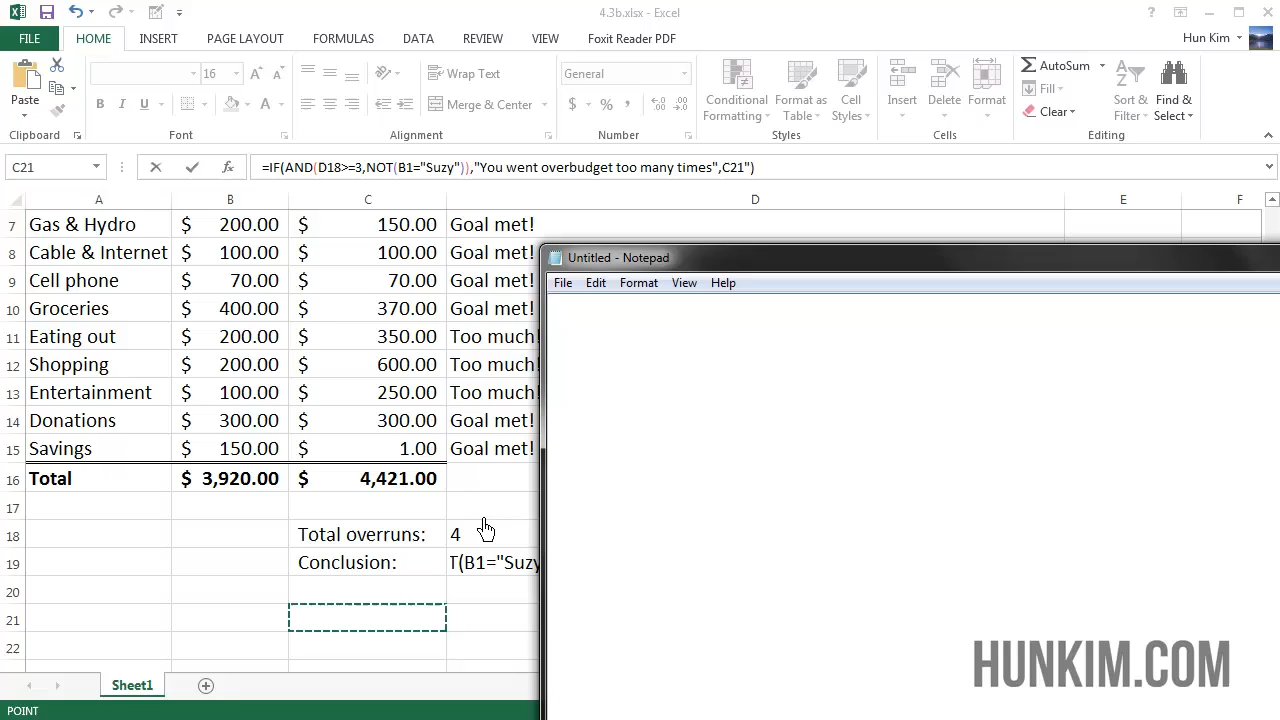 4.3b.xlsx - Excel
FILE HOME INSERT PAGE LAYOUT FORMULAS DATA REVIEW VIEW Foxit Reader PDF Hun Kim
Paste
16
Wrap Text
General
Conditional Formatting
Format as Table
Cell Styles
Insert
Delete
Format
AutoSum
Fill
Clear
Sort & Filter
Find & Select
B I U
Merge & Center
$ % ,
Clipboard Font Alignment Number Styles Cells Editing
C21 =IF(AND(D18>=3,NOT(B1="Suzy")),"You went overbudget too many times",C21")
A B C D E F
7 Gas & Hydro $ 200.00 $ 150.00 Goal met!
8 Cable & Internet $ 100.00 $ 100.00 Goal met!
9 Cell phone $ 70.00 $ 70.00 Goal met!
10 Groceries $ 400.00 $ 370.00 Goal met!
11 Eating out $ 200.00 $ 350.00 Too much!
12 Shopping $ 200.00 $ 600.00 Too much!
13 Entertainment $ 100.00 $ 250.00 Too much!
14 Donations $ 300.00 $ 300.00 Goal met!
15 Savings $ 150.00 $ 1.00 Goal met!
16 Total $ 3,920.00 $ 4,421.00
17
18 Total overruns: 4
19 Conclusion: T(B1="Suzy
20
21
22
Sheet1
POINT
Untitled - Notepad
File Edit Format View Help
HUNKIM.COM